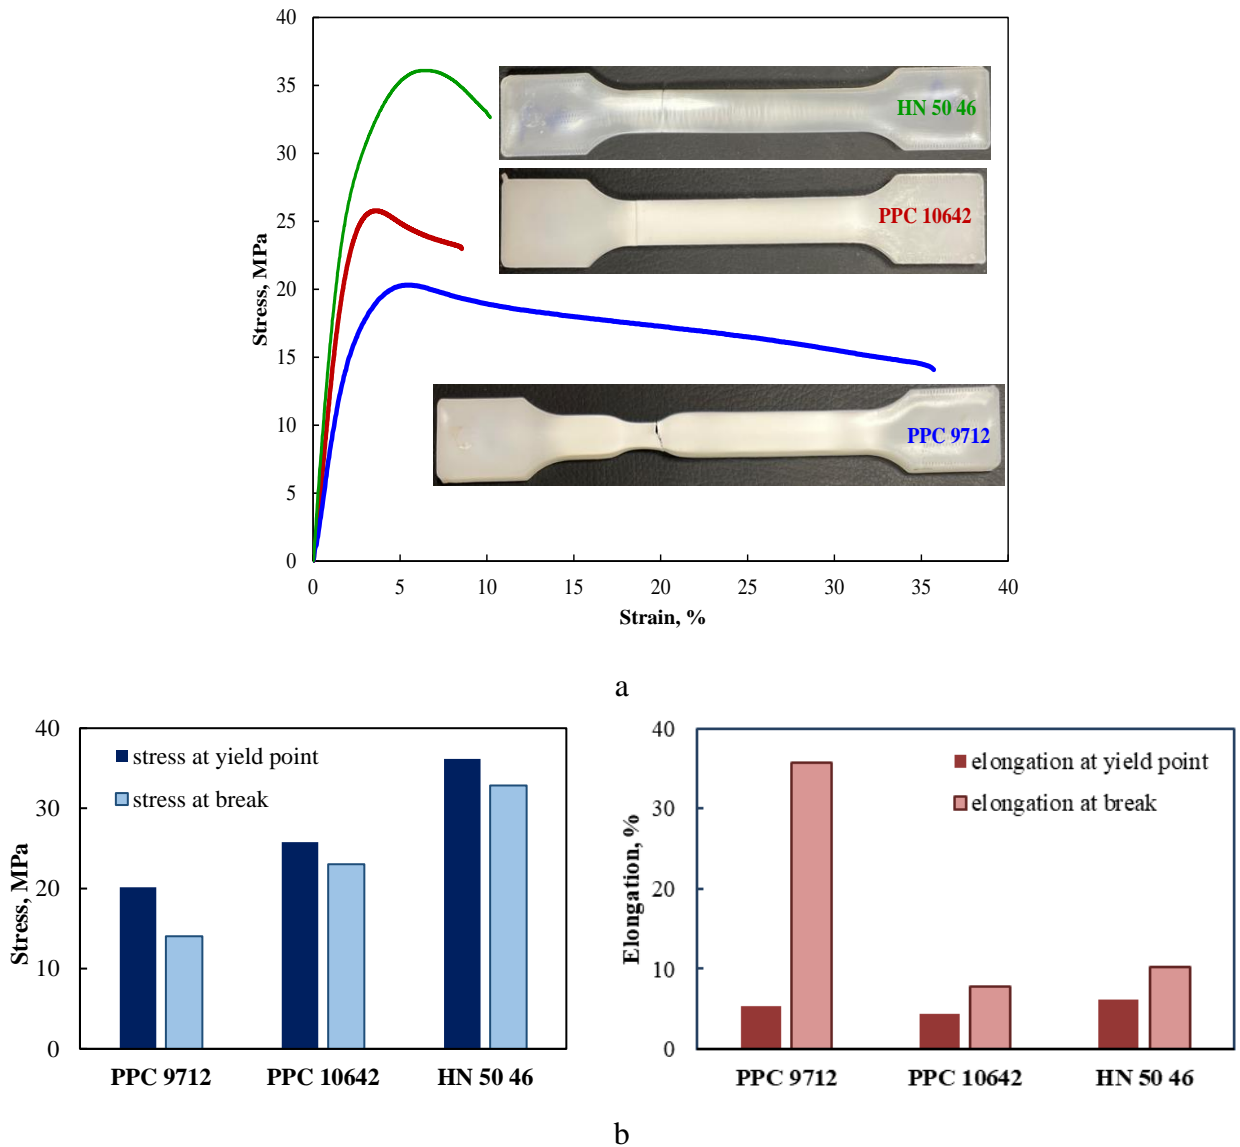 40
35
30
25
20
15
10
5
0
Stress, MPa
HN 50 46
PPC 10642
PPC 9712
0 5 10 15 20 25 30 35 40
Strain, %
a
40
30
20
10
0
Stress, MPa
stress at yield point
stress at break
PPC 9712 PPC 10642 HN 50 46
40
30
20
10
0
Elongation, %
elongation at yield point
elongation at break
PPC 9712 PPC 10642 HN 50 46
b